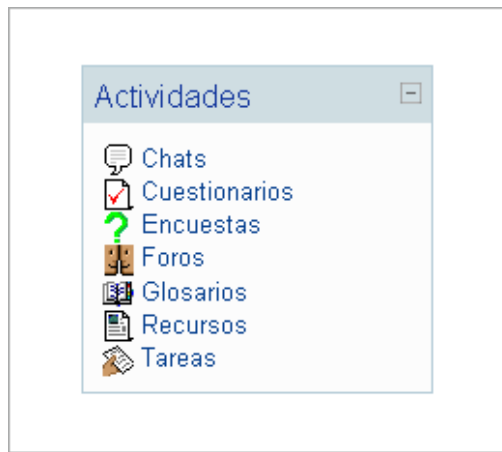 Actividades
Chats
Cuestionarios
Encuestas
Foros
Glosarios
Recursos
Tareas